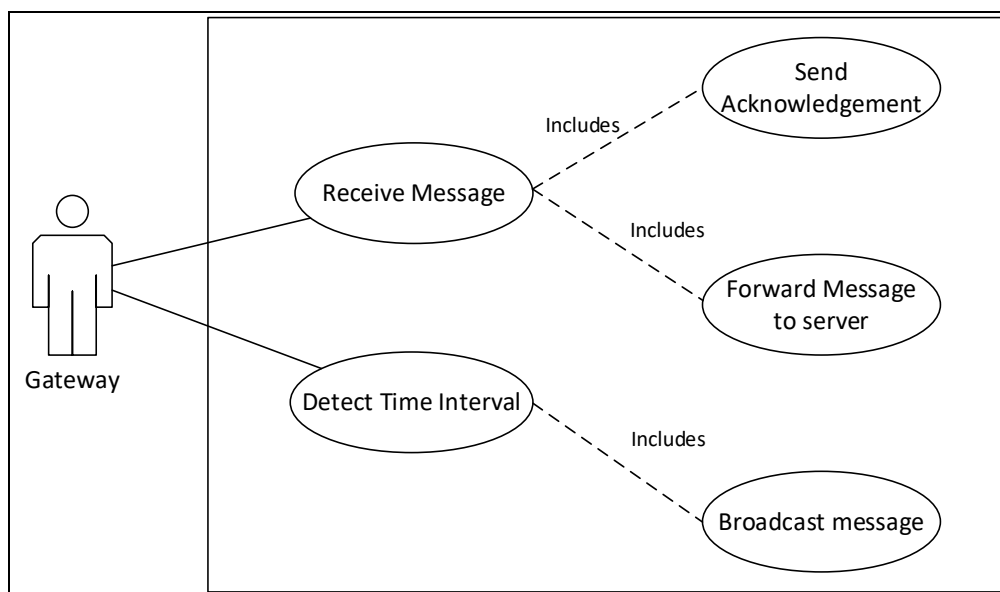 Send
Acknowledgement
Includes
Receive Message
Includes
Forward Message
to server
Gateway
Detect Time Interval
Includes
Broadcast message